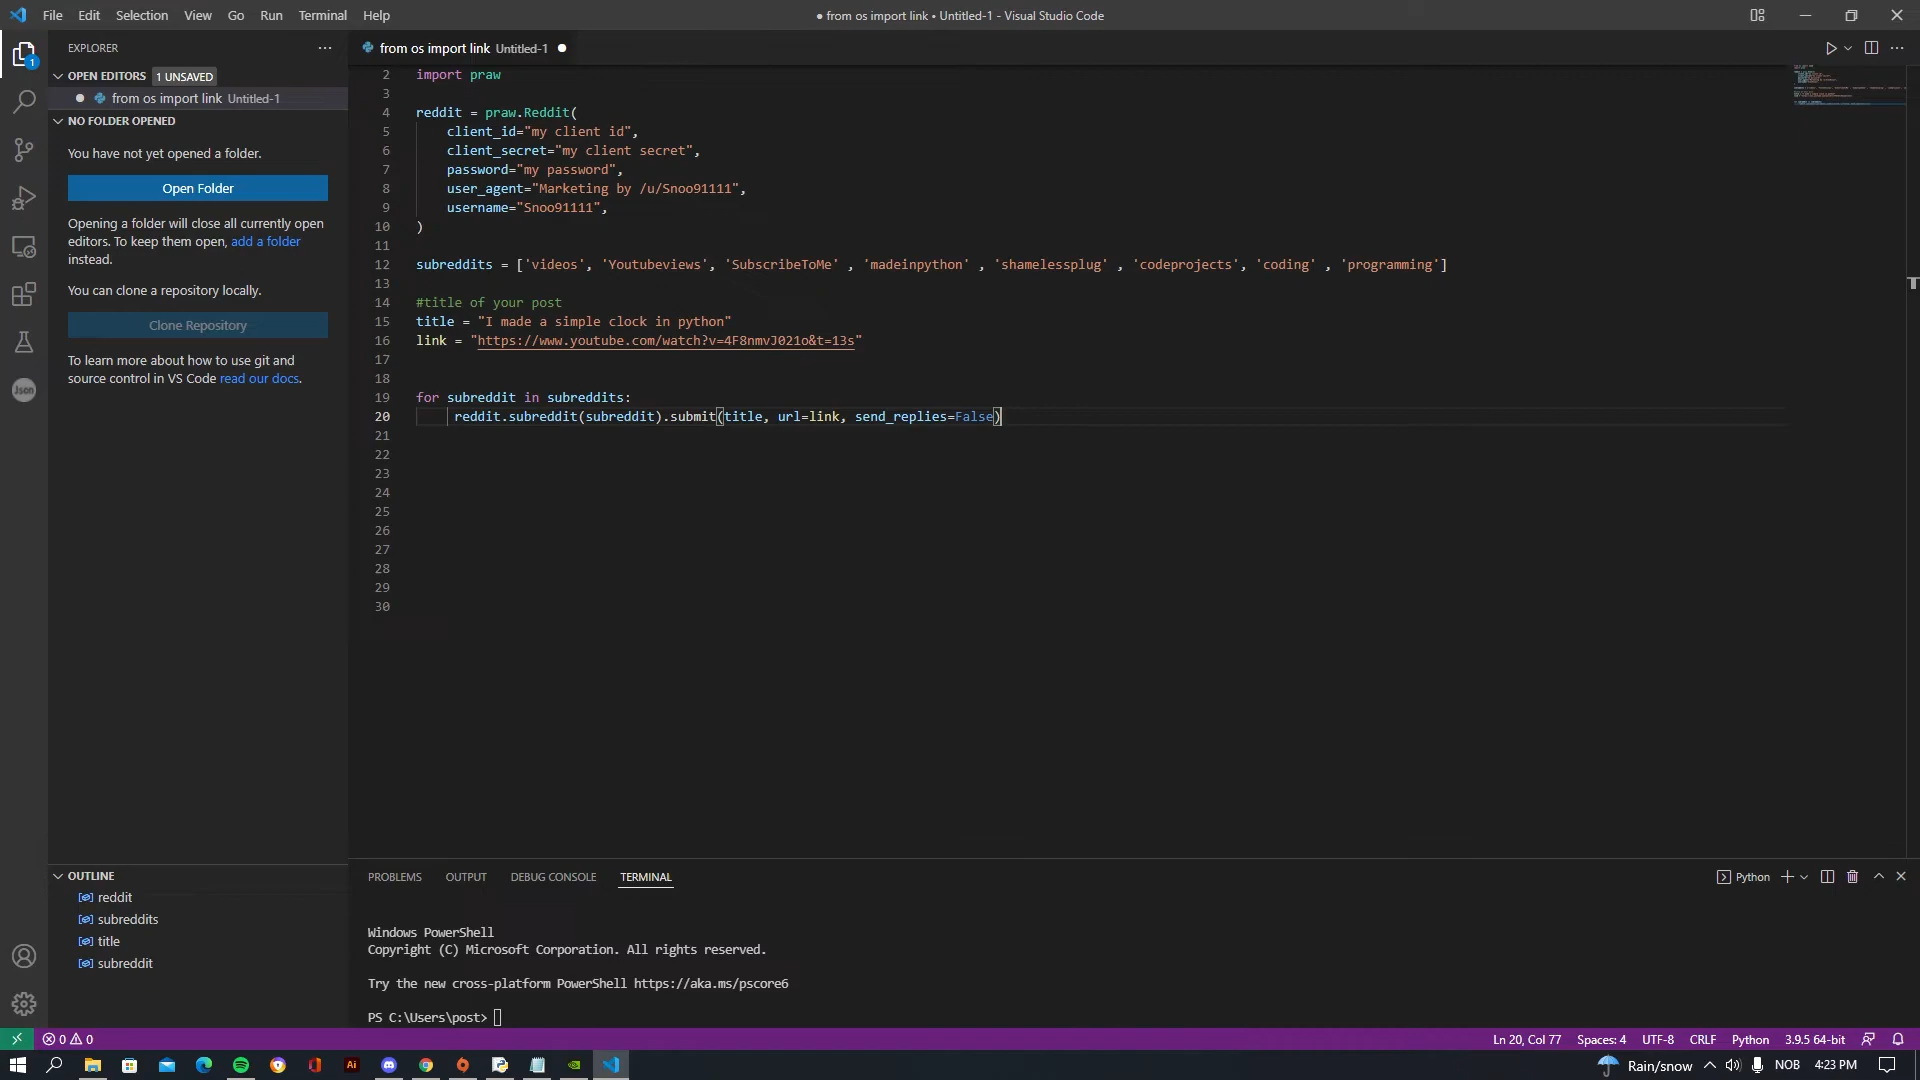 File Edit Selection View Go Run Terminal Help
● from os import link • Untitled-1 - Visual Studio Code
EXPLORER
OPEN EDITORS 1 UNSAVED
from os import link Untitled-1
NO FOLDER OPENED
You have not yet opened a folder.
Open Folder
Opening a folder will close all currently open
editors. To keep them open, add a folder
instead.
You can clone a repository locally.
Clone Repository
To learn more about how to use git and
source control in VS Code read our docs.
1
Json
OUTLINE
reddit
subreddits
title
subreddit
from os import link Untitled-1
2 import praw
3
4 reddit = praw.Reddit(
5     client_id="my client id",
6     client_secret="my client secret",
7     password="my password",
8     user_agent="Marketing by /u/Snoo91111",
9     username="Snoo91111",
10 )
11
12 subreddits = ['videos', 'Youtubeviews', 'SubscribeToMe' , 'madeinpython' , 'shamelessplug' , 'codeprojects', 'coding' , 'programming']
13
14 #title of your post
15 title = "I made a simple clock in python"
16 link = "https://www.youtube.com/watch?v=4F8nmvJ021o&t=13s"
17
18
19 for subreddit in subreddits:
20     reddit.subreddit(subreddit).submit(title, url=link, send_replies=False)
21
22
23
24
25
26
27
28
29
30
PROBLEMS OUTPUT DEBUG CONSOLE TERMINAL
Python
Windows PowerShell
Copyright (C) Microsoft Corporation. All rights reserved.
Try the new cross-platform PowerShell https://aka.ms/pscore6
PS C:\Users\post>
0 0
Ln 20, Col 77 Spaces: 4 UTF-8 CRLF Python 3.9.5 64-bit
Ai
Rain/snow NOB 4:23 PM